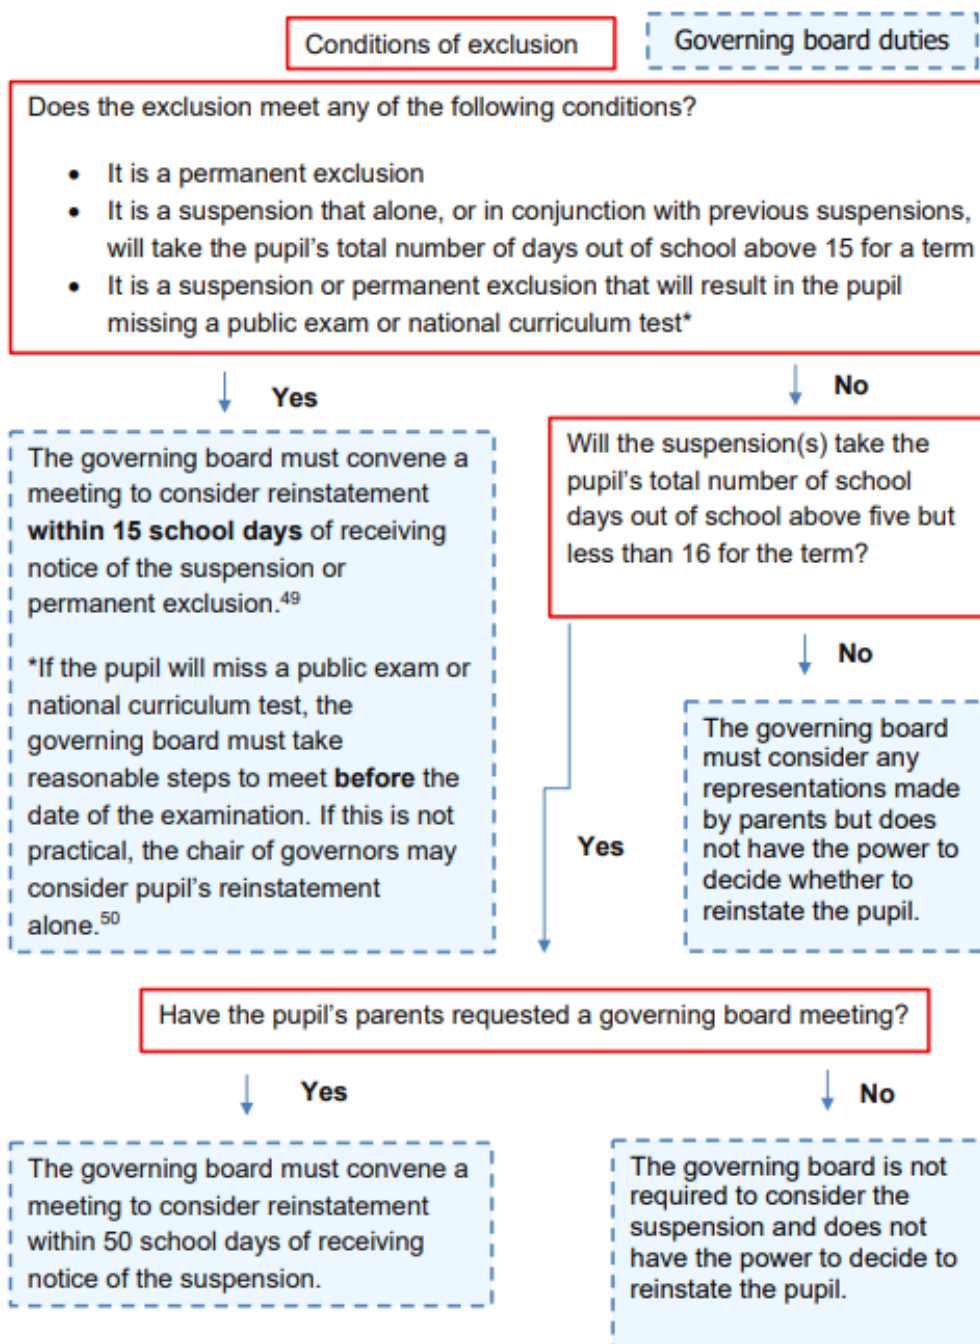 Conditions of exclusion
Governing board duties
Does the exclusion meet any of the following conditions?
• It is a permanent exclusion
• It is a suspension that alone, or in conjunction with previous suspensions,
will take the pupil's total number of days out of school above 15 for a term
• It is a suspension or permanent exclusion that will result in the pupil
missing a public exam or national curriculum test*
Yes
No
The governing board must convene a
meeting to consider reinstatement
within 15 school days of receiving
notice of the suspension or
permanent exclusion.49
*If the pupil will miss a public exam or
national curriculum test, the
governing board must take
reasonable steps to meet before the
date of the examination. If this is not
practical, the chair of governors may
consider pupil's reinstatement
alone.50
Will the suspension(s) take the
pupil's total number of school
days out of school above five but
less than 16 for the term?
No
The governing board
must consider any
representations made
by parents but does
not have the power to
decide whether to
reinstate the pupil.
Yes
Have the pupil's parents requested a governing board meeting?
Yes
No
The governing board must convene a
meeting to consider reinstatement
within 50 school days of receiving
notice of the suspension.
The governing board is not
required to consider the
suspension and does not
have the power to decide to
reinstate the pupil.